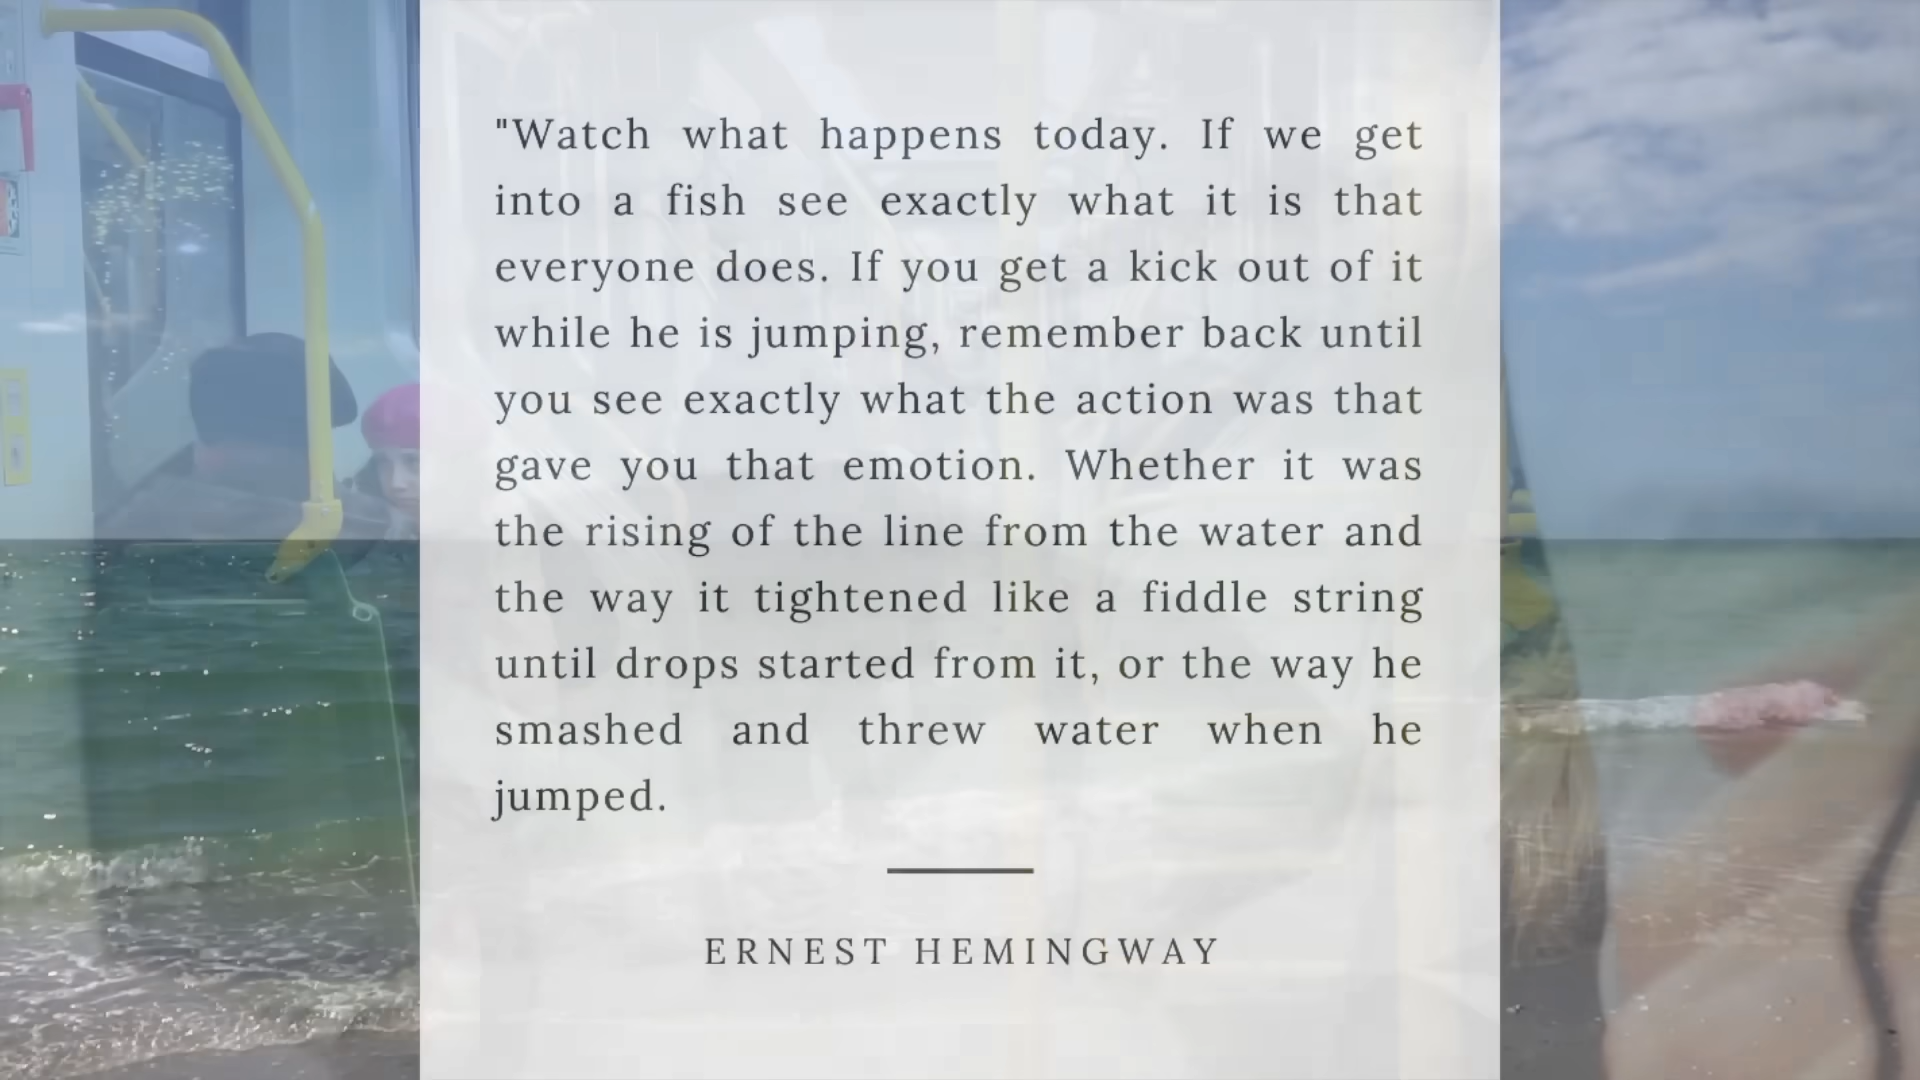 "Watch what happens today. If we get
into a fish see exactly what it is that
everyone does. If you get a kick out of it
while he is jumping, remember back until
you see exactly what the action was that
gave you that emotion. Whether it was
the rising of the line from the water and
the way it tightened like a fiddle string
until drops started from it, or the way he
smashed and threw water when he
jumped.
ERNEST HEMINGWAY